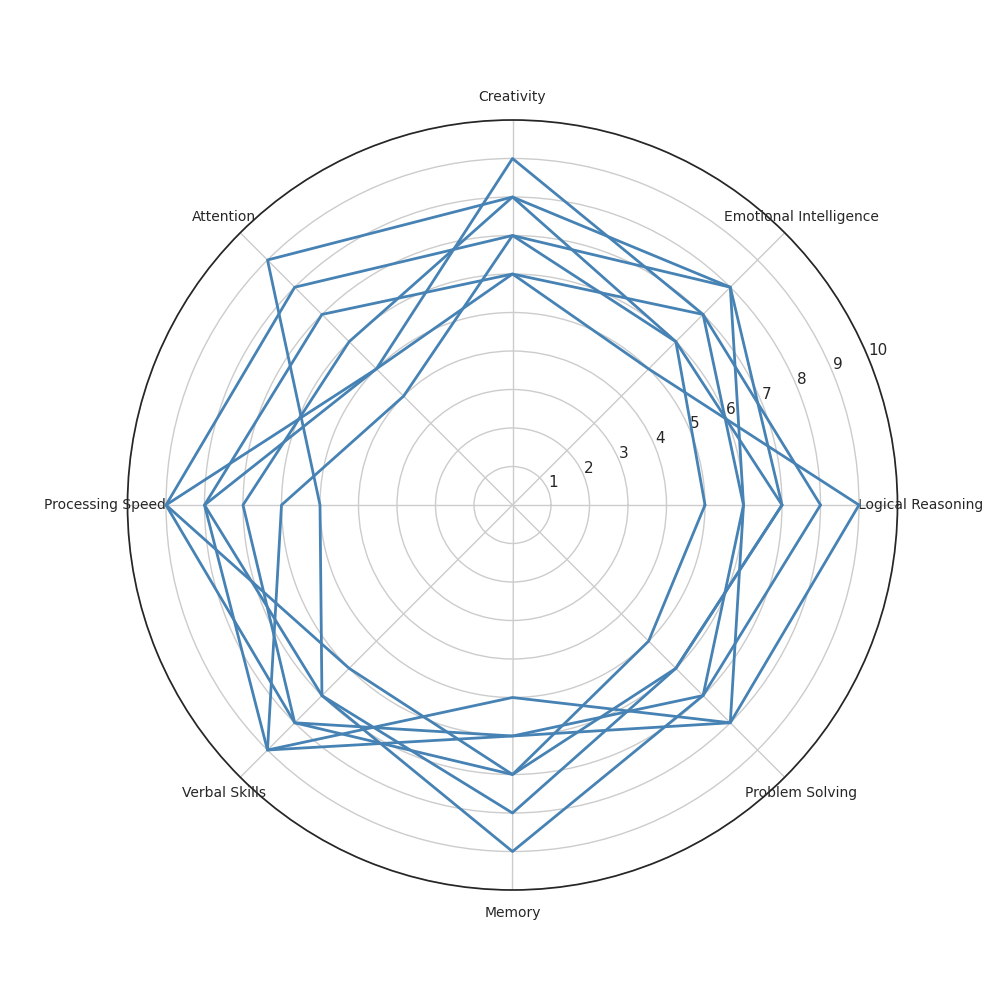 Creativity
Attention
Emotional Intelligence
10
9
8
7
6
5
4
3
2
1
Processing Speed
Logical Reasoning
Verbal Skills
Problem Solving
Memory